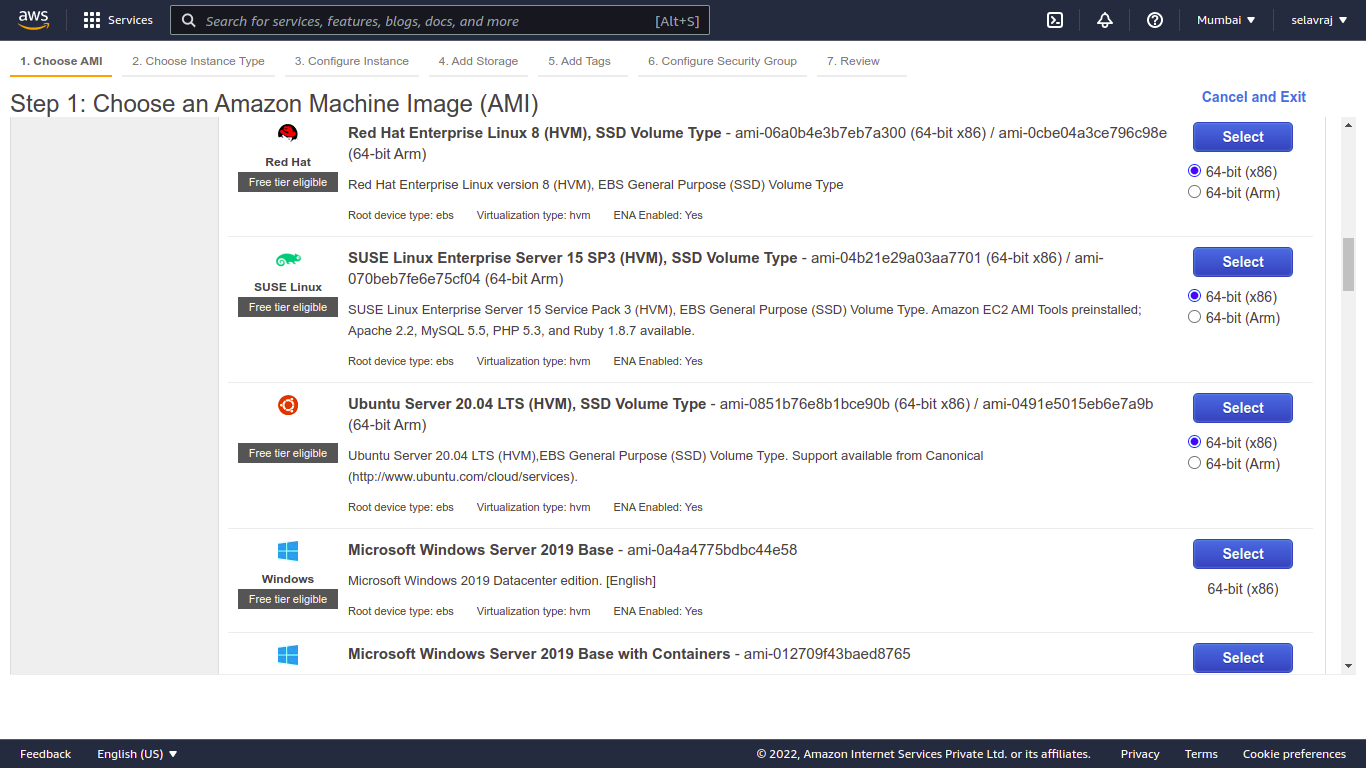 aws
Services
Search for services, features, blogs, docs, and more [Alt+S]
Mumbai
selavraj
1. Choose AMI
2. Choose Instance Type
3. Configure Instance
4. Add Storage
5. Add Tags
6. Configure Security Group
7. Review
Step 1: Choose an Amazon Machine Image (AMI)
Cancel and Exit
Red Hat
Free tier eligible
Red Hat Enterprise Linux 8 (HVM), SSD Volume Type - ami-06a0b4e3b7eb7a300 (64-bit x86) / ami-0cbe04a3ce796c98e
(64-bit Arm)
Red Hat Enterprise Linux version 8 (HVM), EBS General Purpose (SSD) Volume Type
Root device type: ebs Virtualization type: hvm ENA Enabled: Yes
Select
64-bit (x86)
64-bit (Arm)
SUSE Linux
Free tier eligible
SUSE Linux Enterprise Server 15 SP3 (HVM), SSD Volume Type - ami-04b21e29a03aa7701 (64-bit x86) / ami-
070beb7fe6e75cf04 (64-bit Arm)
SUSE Linux Enterprise Server 15 Service Pack 3 (HVM), EBS General Purpose (SSD) Volume Type. Amazon EC2 AMI Tools preinstalled;
Apache 2.2, MySQL 5.5, PHP 5.3, and Ruby 1.8.7 available.
Root device type: ebs Virtualization type: hvm ENA Enabled: Yes
Select
64-bit (x86)
64-bit (Arm)
Free tier eligible
Ubuntu Server 20.04 LTS (HVM), SSD Volume Type - ami-0851b76e8b1bce90b (64-bit x86) / ami-0491e5015eb6e7a9b
(64-bit Arm)
Ubuntu Server 20.04 LTS (HVM),EBS General Purpose (SSD) Volume Type. Support available from Canonical
(http://www.ubuntu.com/cloud/services).
Root device type: ebs Virtualization type: hvm ENA Enabled: Yes
Select
64-bit (x86)
64-bit (Arm)
Windows
Free tier eligible
Microsoft Windows Server 2019 Base - ami-0a4a4775bdbc44e58
Microsoft Windows 2019 Datacenter edition. [English]
Root device type: ebs Virtualization type: hvm ENA Enabled: Yes
Select
64-bit (x86)
Microsoft Windows Server 2019 Base with Containers - ami-012709f43baed8765
Select
Feedback
English (US)
© 2022, Amazon Internet Services Private Ltd. or its affiliates.
Privacy
Terms
Cookie preferences